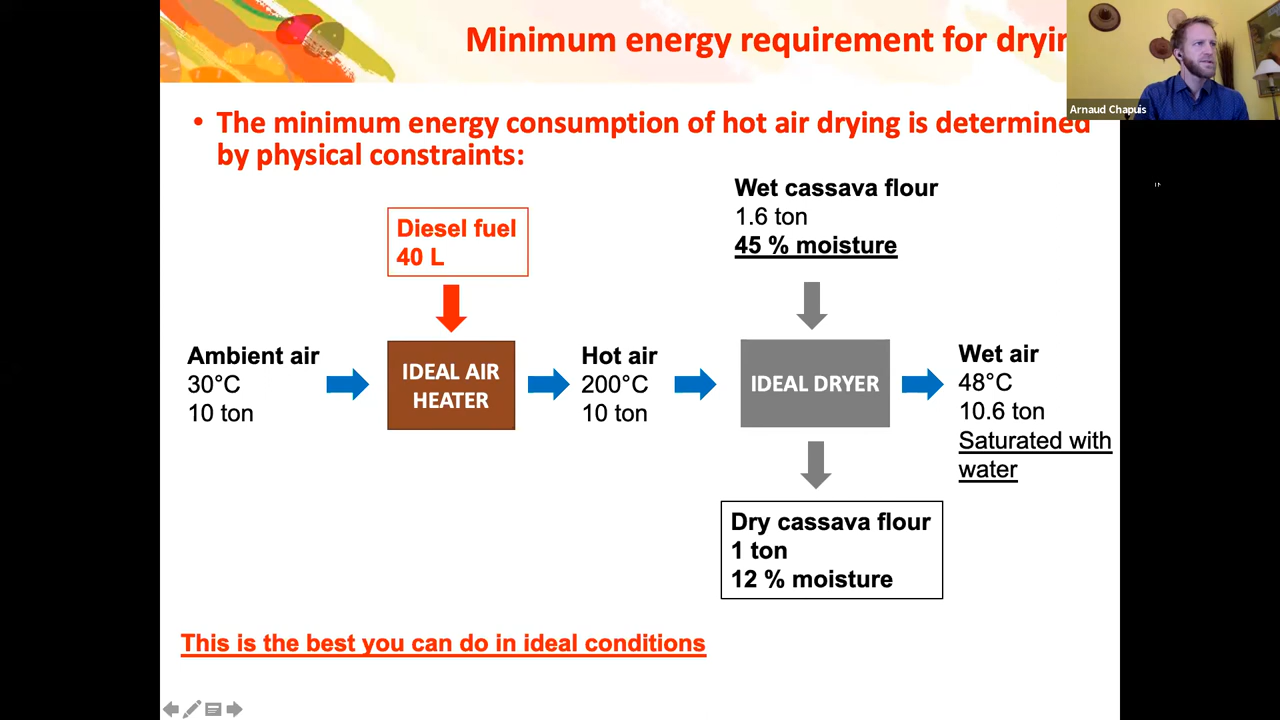 Minimum energy requirement for
Arnaud Chapuis
• The minimum energy consumption of hot air drying is determined
by physical constraints:
Wet cassava flour
1.6 ton
45 % moisture
Diesel fuel
40 L
Ambient air
30°C
10 ton
IDEAL AIR
HEATER
Hot air
200°C
10 ton
IDEAL DRYER
Wet air
48°C
10.6 ton
Saturated with
water
Dry cassava flour
1 ton
12 % moisture
This is the best you can do in ideal conditions